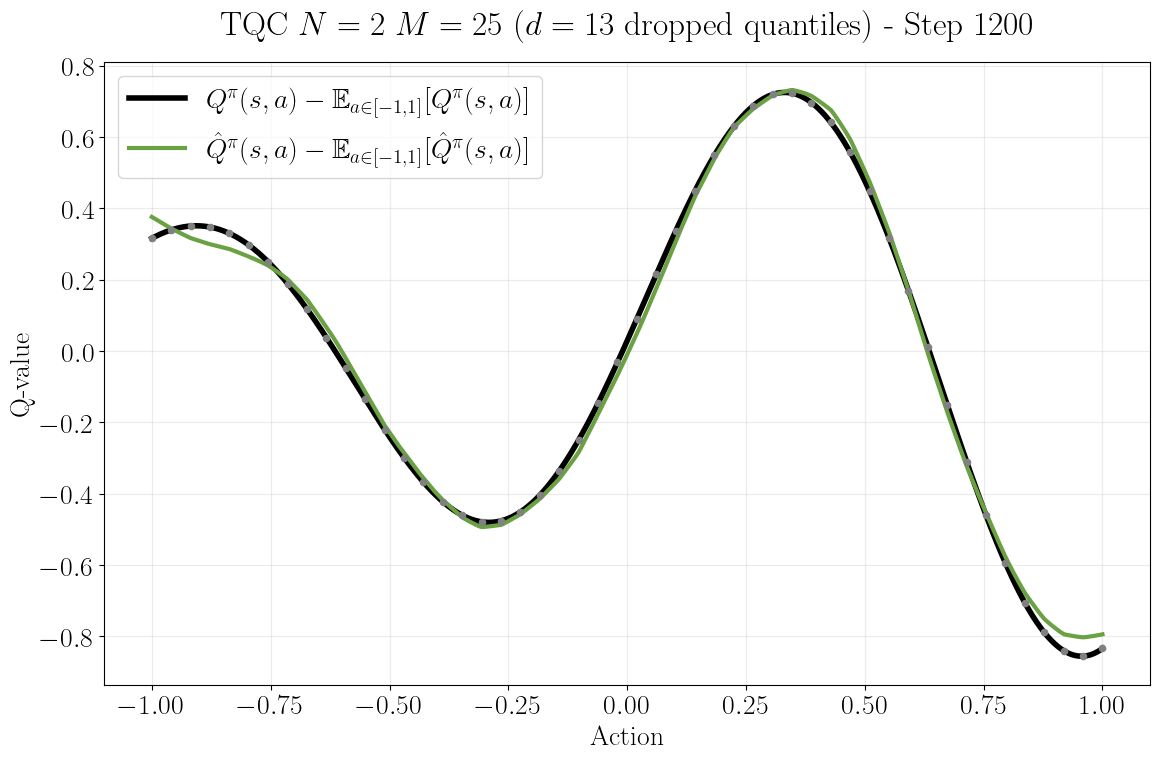 TQC N = 2 M = 25 (d = 13 dropped quantiles) - Step 1200
Q^π(s, a) − 𝔼_{a∈[−1,1]}[Q^π(s, a)]
Q̂^π(s, a) − 𝔼_{a∈[−1,1]}[Q̂^π(s, a)]
0.8
0.6
0.4
0.2
0.0
−0.2
−0.4
−0.6
−0.8
Q-value
−1.00 −0.75 −0.50 −0.25 0.00 0.25 0.50 0.75 1.00
Action